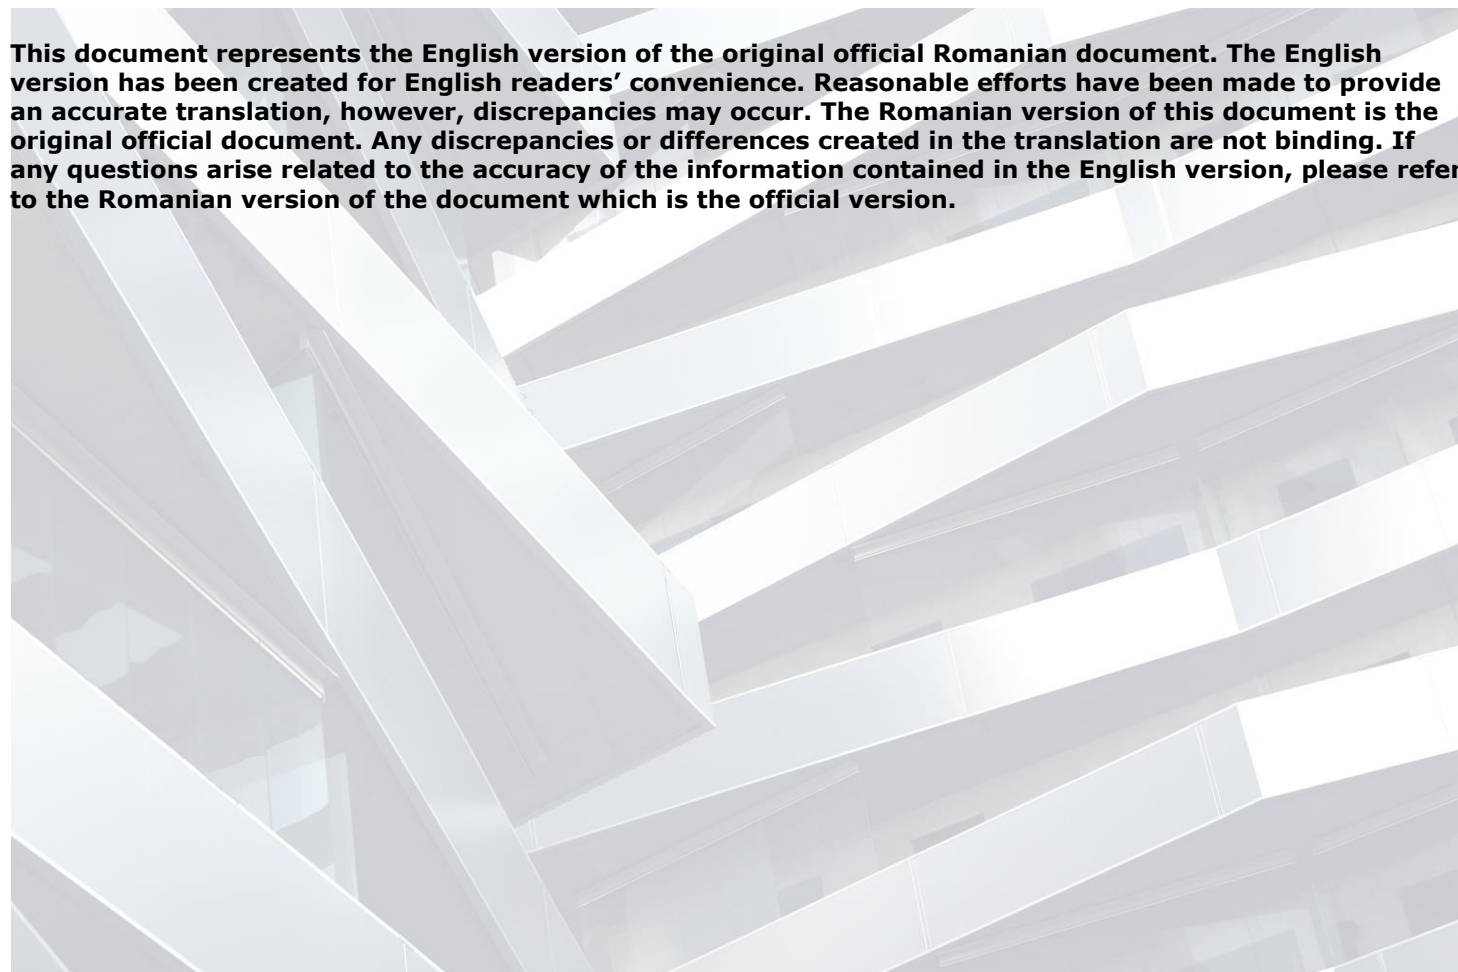 This document represents the English version of the original official Romanian document. The English
version has been created for English readers’ convenience. Reasonable efforts have been made to provide
an accurate translation, however, discrepancies may occur. The Romanian version of this document is the
original official document. Any discrepancies or differences created in the translation are not binding. If
any questions arise related to the accuracy of the information contained in the English version, please refer
to the Romanian version of the document which is the official version.